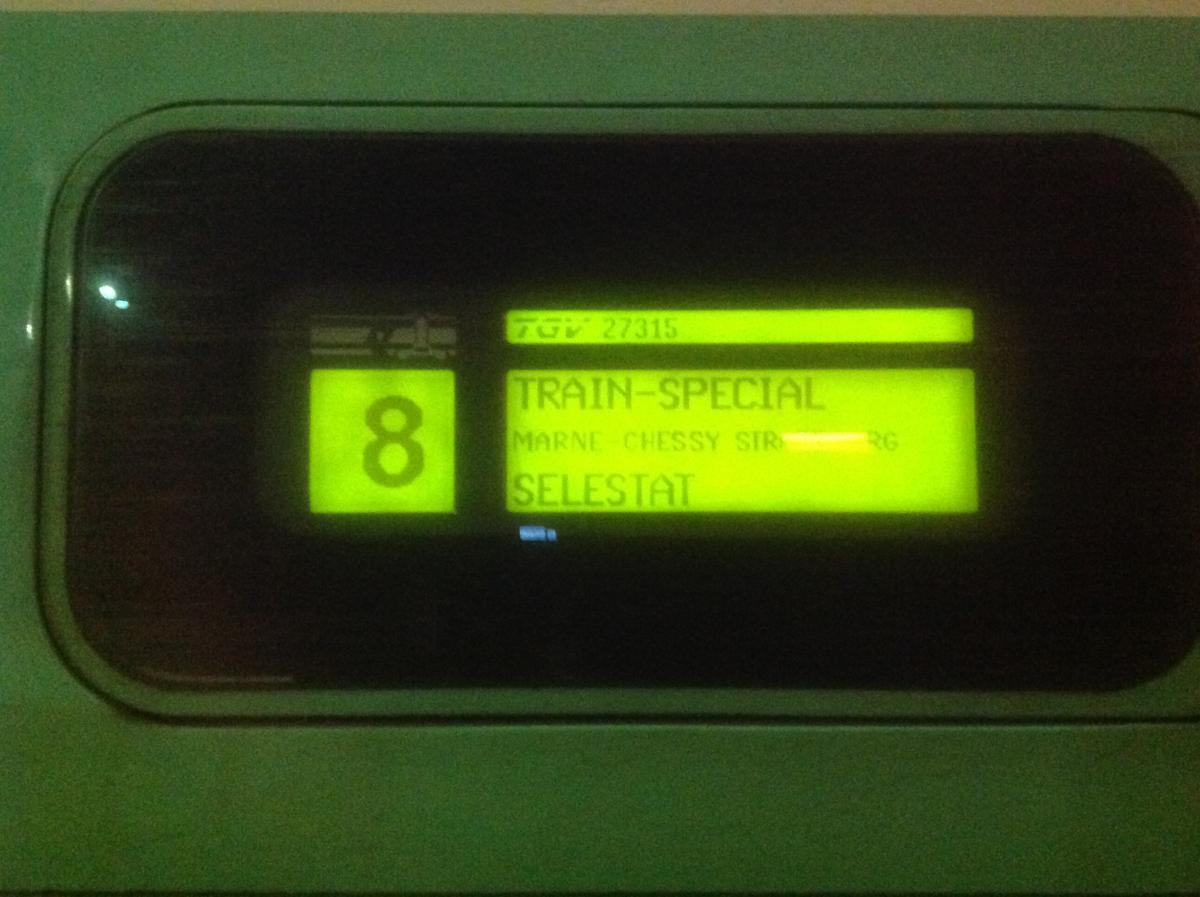 TGV 27315
8
TRAIN-SPECIAL
MARNE-CHESSY
SELESTAT